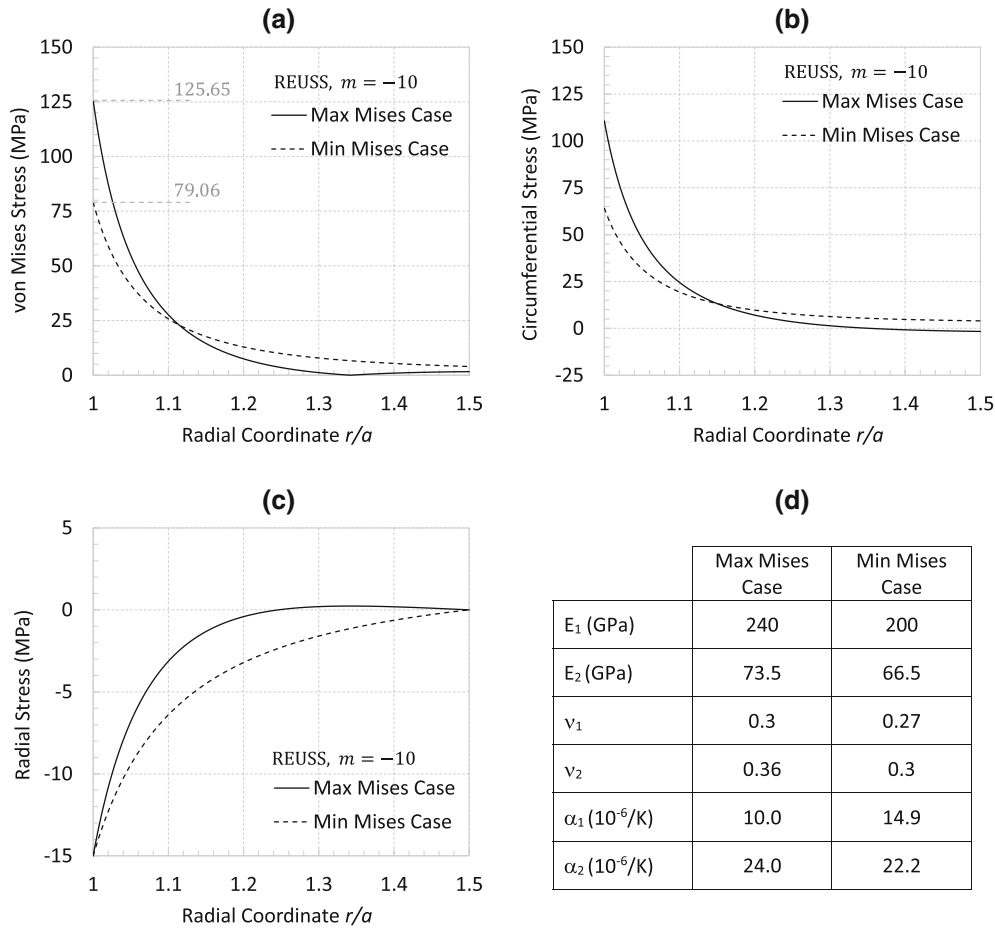 (a)
von Mises Stress (MPa)
150
125
100
75
50
25
0
125.65
79.06
REUSS, m = −10
Max Mises Case
Min Mises Case
1 1.1 1.2 1.3 1.4 1.5
Radial Coordinate r/a
(b)
Circumferential Stress (MPa)
150
125
100
75
50
25
0
-25
REUSS, m = −10
Max Mises Case
Min Mises Case
1 1.1 1.2 1.3 1.4 1.5
Radial Coordinate r/a
(c)
Radial Stress (MPa)
5
0
-5
-10
-15
REUSS, m = −10
Max Mises Case
Min Mises Case
1 1.1 1.2 1.3 1.4 1.5
Radial Coordinate r/a
(d)
Max Mises Min Mises
Case Case
E₁ (GPa) 240 200
E₂ (GPa) 73.5 66.5
ν₁ 0.3 0.27
ν₂ 0.36 0.3
α₁ (10⁻⁶/K) 10.0 14.9
α₂ (10⁻⁶/K) 24.0 22.2